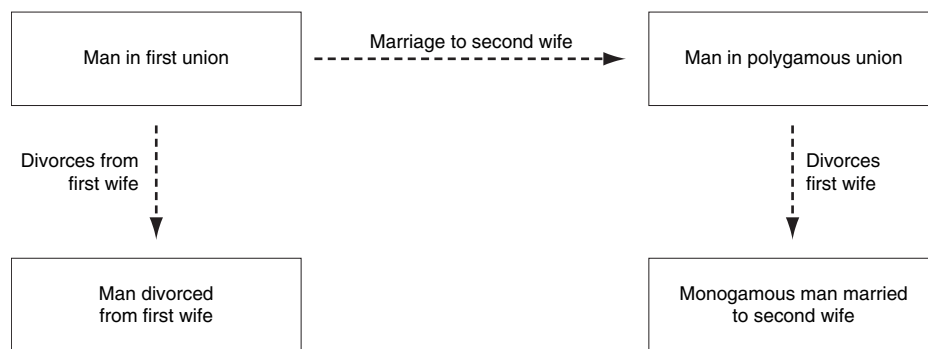 Man in first union
Marriage to second wife
Man in polygamous union
Divorces from
first wife
Divorces
first wife
Man divorced
from first wife
Monogamous man married
to second wife